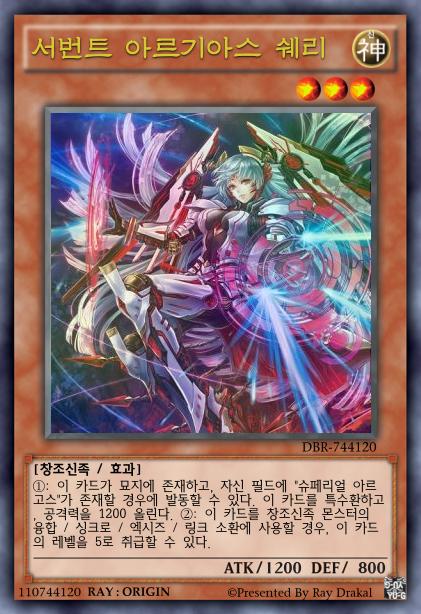 서번트 아르기아스 쉐리
신
神
DBR-744120
[창조신족 / 효과]
①: 이 카드가 묘지에 존재하고, 자신 필드에 "슈페리얼 아르
고스"가 존재할 경우에 발동할 수 있다. 이 카드를 특수환하고
, 공격력을 1200 올린다. ②: 이 카드를 창조신족 몬스터의
융합 / 싱크로 / 엑시즈 / 링크 소환에 사용할 경우, 이 카드
의 레벨을 5로 취급할 수 있다.
ATK/1200 DEF/ 800
110744120 RAY : ORIGIN ©Presented By Ray Drakal